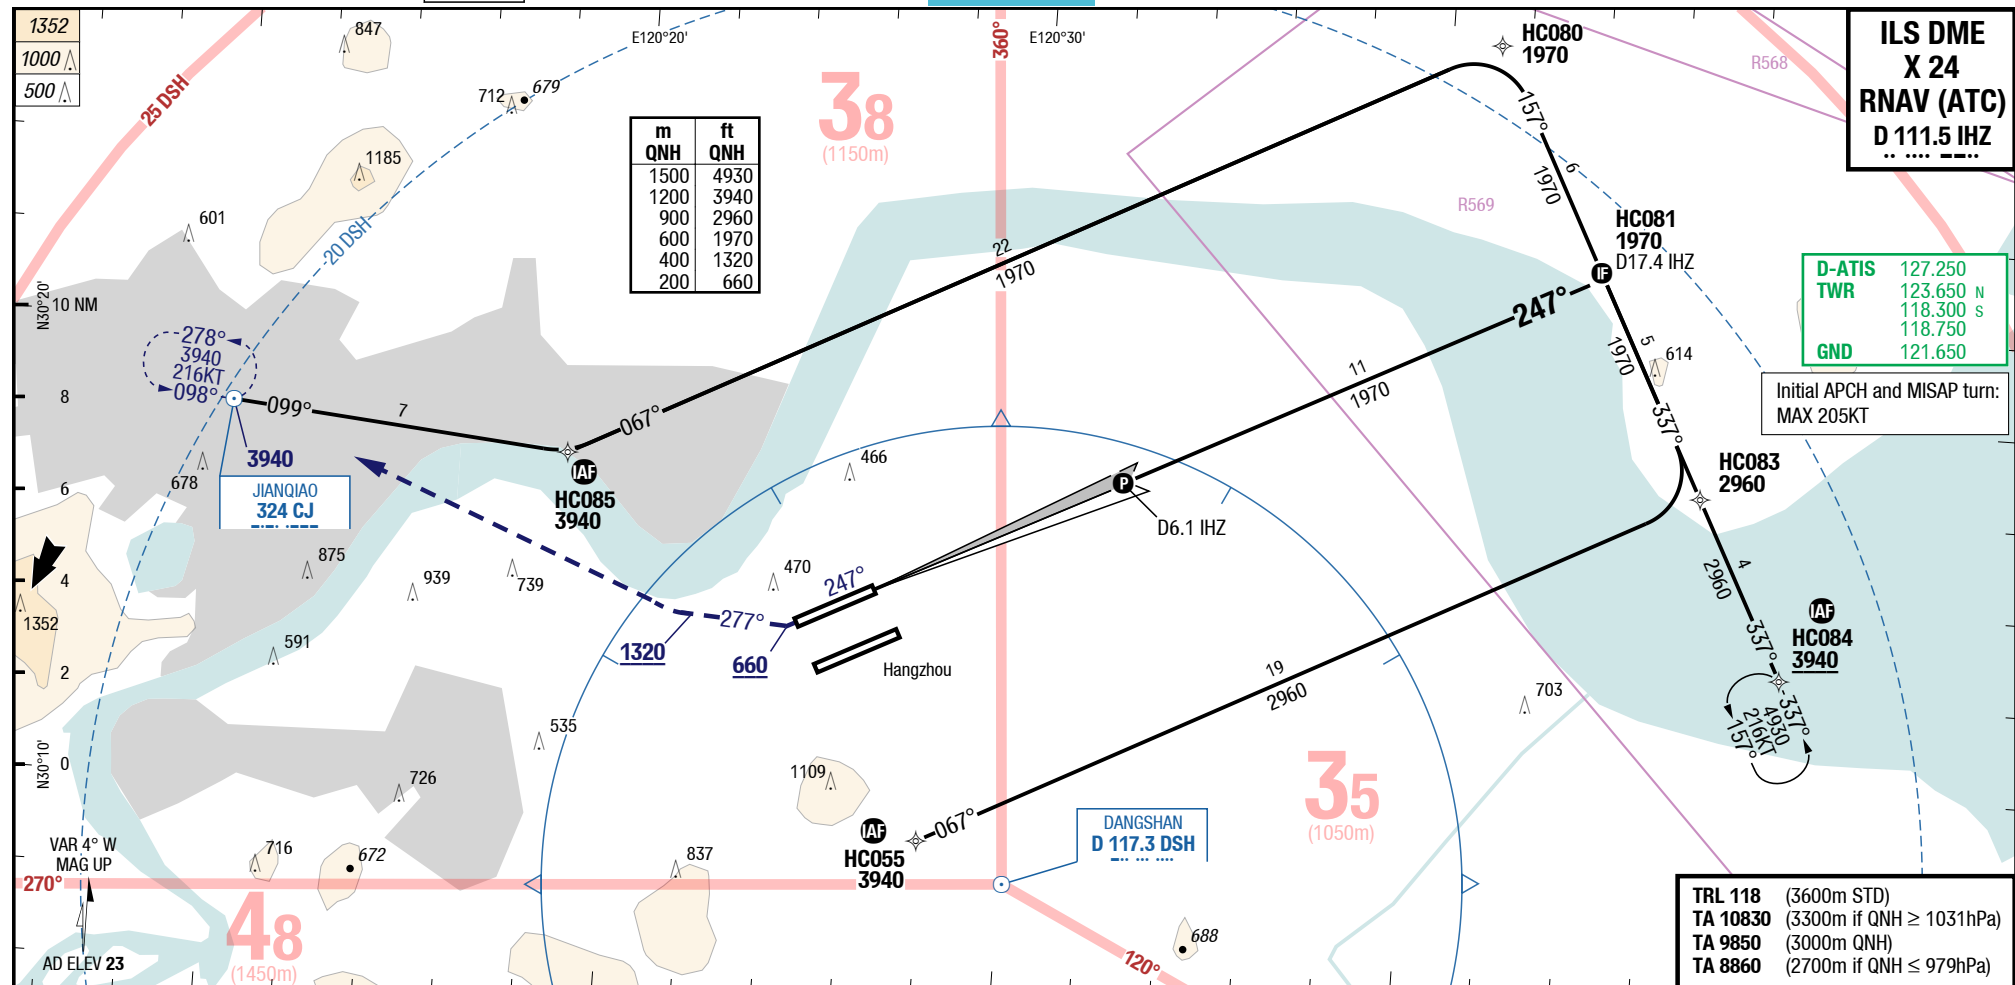 1352
1000
500
847
25 DSH
712
679
E120°20'
360°
E120°30'
HC080
1970
R568
ILS DME
X 24
RNAV (ATC)
D 111.5 IHZ
38
(1150m)
m ft
QNH QNH
1500 4930
1200 3940
900 2960
600 1970
400 1320
200 660
1185
601
20 DSH
157°
6
1970
R569
HC081
1970
D17.4 IHZ
IF
22
1970
D-ATIS 127.250
TWR 123.650 N
118.300 S
118.750
GND 121.650
N30°20'
10 NM
278°
3940
216KT
098°
247°
5
1970
614
Initial APCH and MISAP turn:
MAX 205KT
8
099°
7
067°
11
1970
337°
3940
JIANQIAO
324 CJ
678
IAF
HC085
3940
466
P
D6.1 IHZ
HC083
2960
6
875
939
739
470
247°
4
4
2960
1352
591
277°
1320
660
Hangzhou
337°
IAF
HC084
3940
2
19
2960
703
337°
4930
216KT
157°
535
N30°10'
0
726
1109
35
(1050m)
VAR 4° W
MAG UP
716
672
837
IAF
HC055
3940
067°
DANGSHAN
D 117.3 DSH
270°
48
(1450m)
AD ELEV 23
688
120°
TRL 118 (3600m STD)
TA 10830 (3300m if QNH ≥ 1031hPa)
TA 9850 (3000m QNH)
TA 8860 (2700m if QNH ≤ 979hPa)